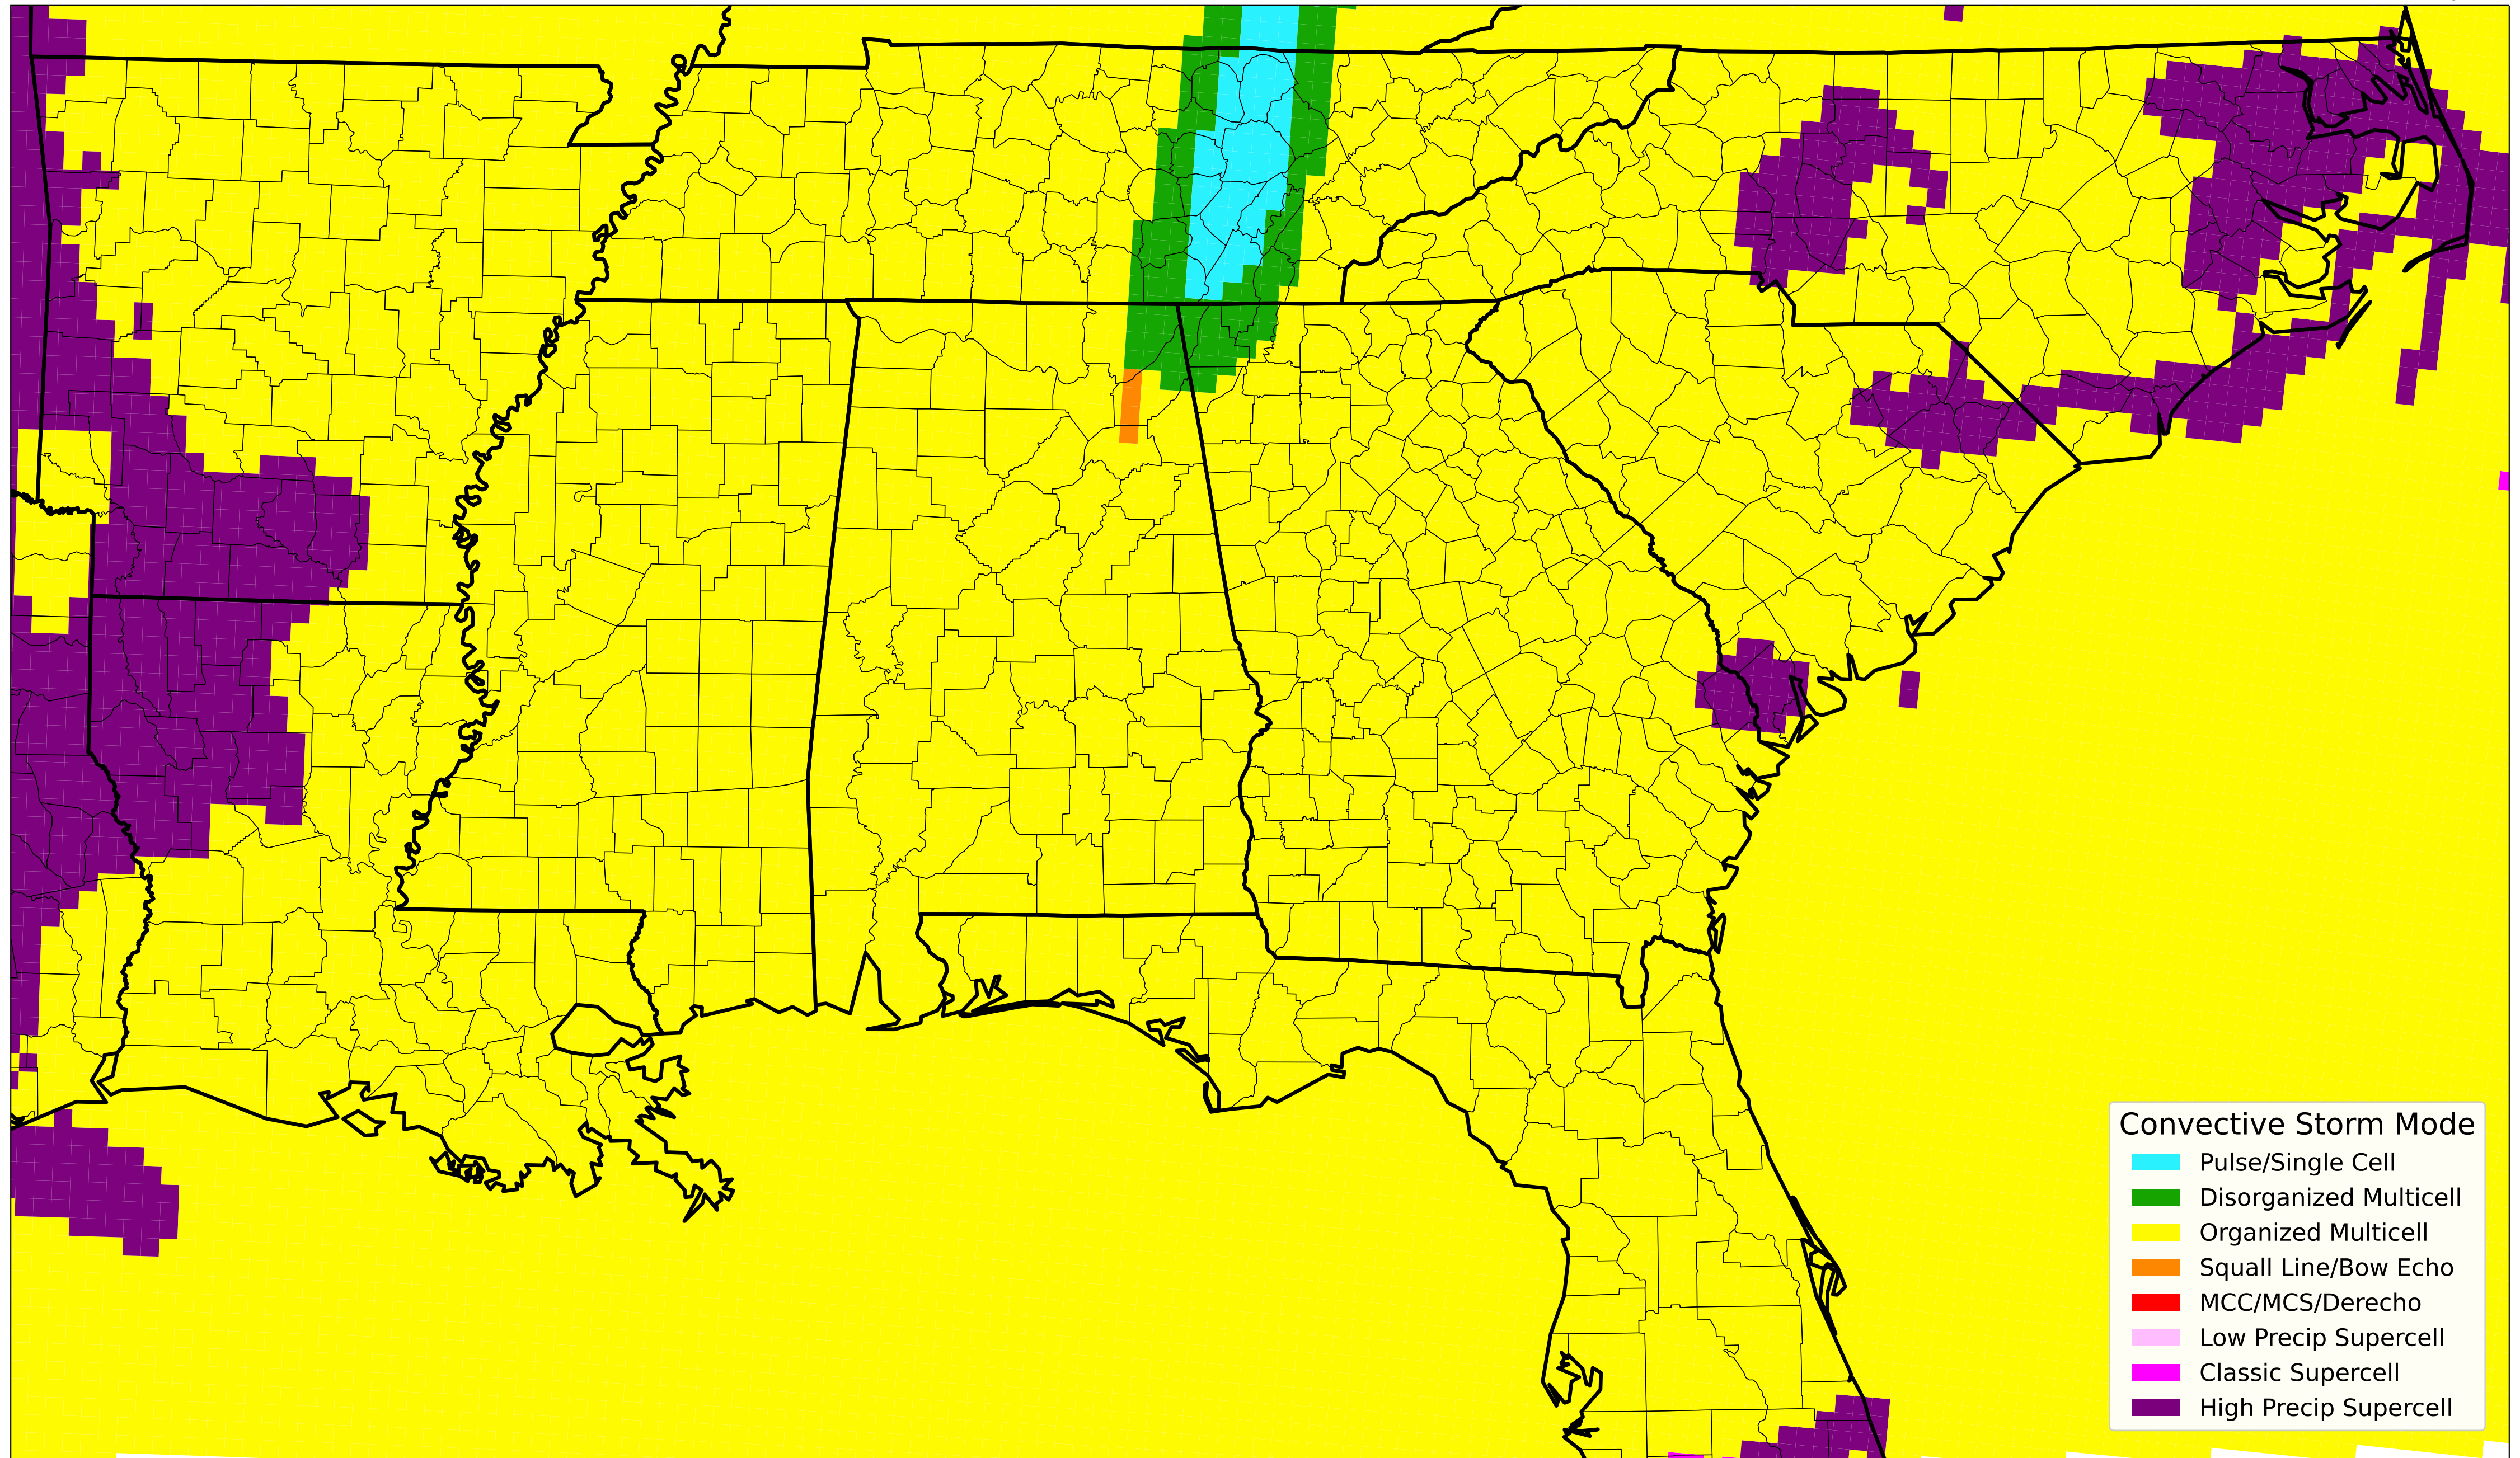 Convective Storm Mode
Pulse/Single Cell
Disorganized Multicell
Organized Multicell
Squall Line/Bow Echo
MCC/MCS/Derecho
Low Precip Supercell
Classic Supercell
High Precip Supercell